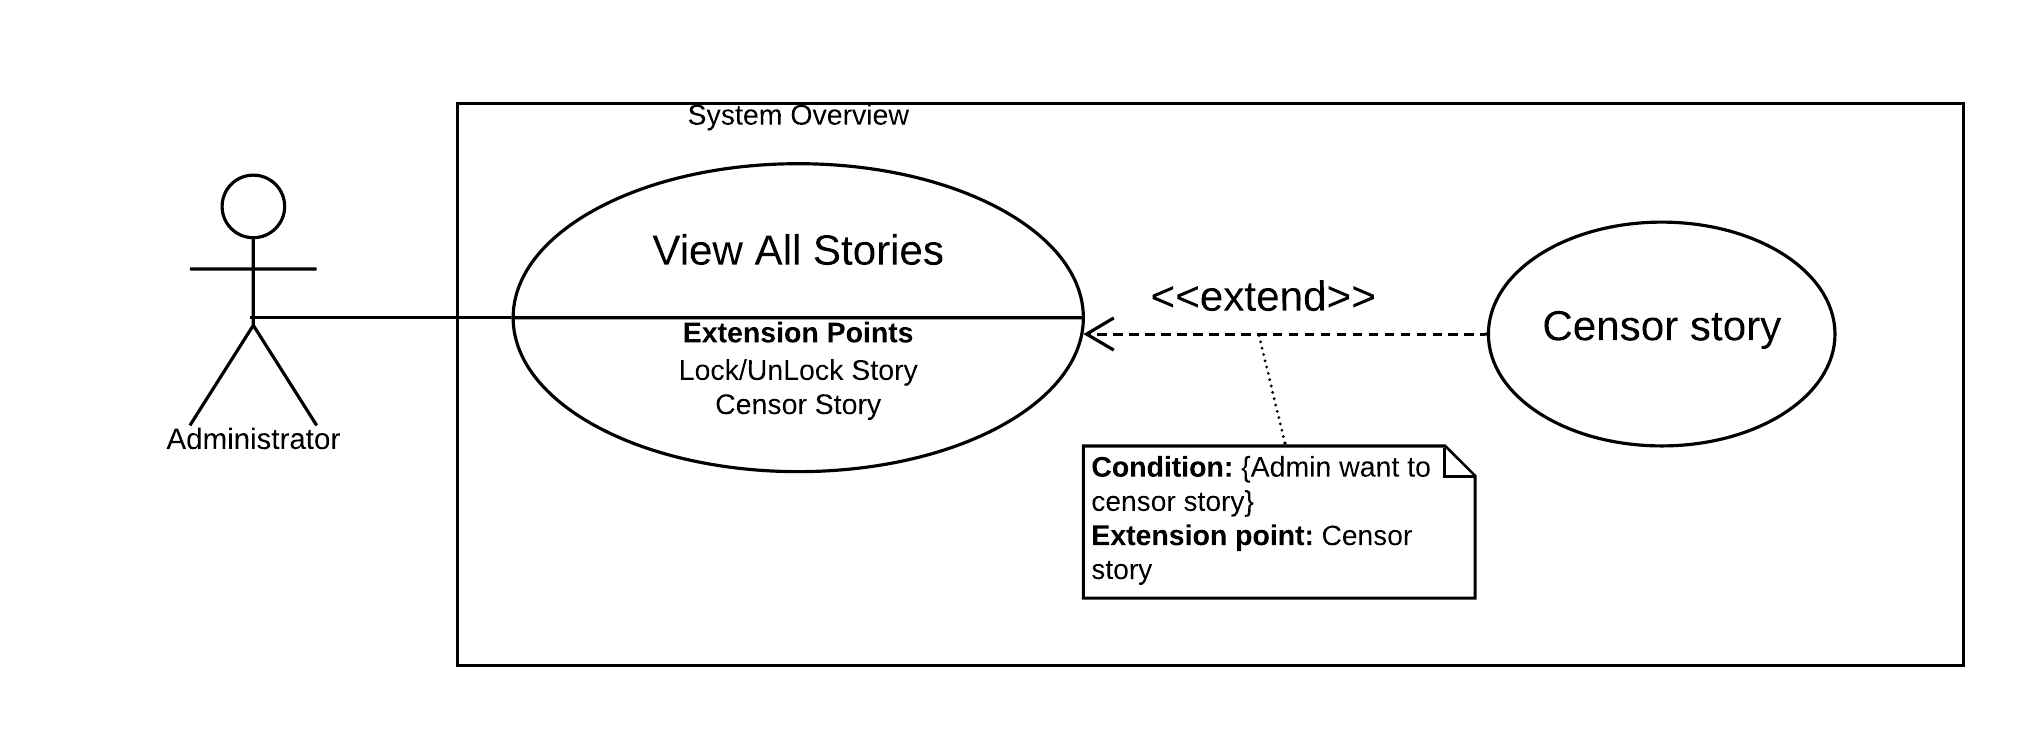 System Overview
View All Stories
<<extend>>
Censor story
Extension Points
Lock/UnLock Story
Censor Story
Administrator
Condition: {Admin want to
censor story}
Extension point: Censor
story